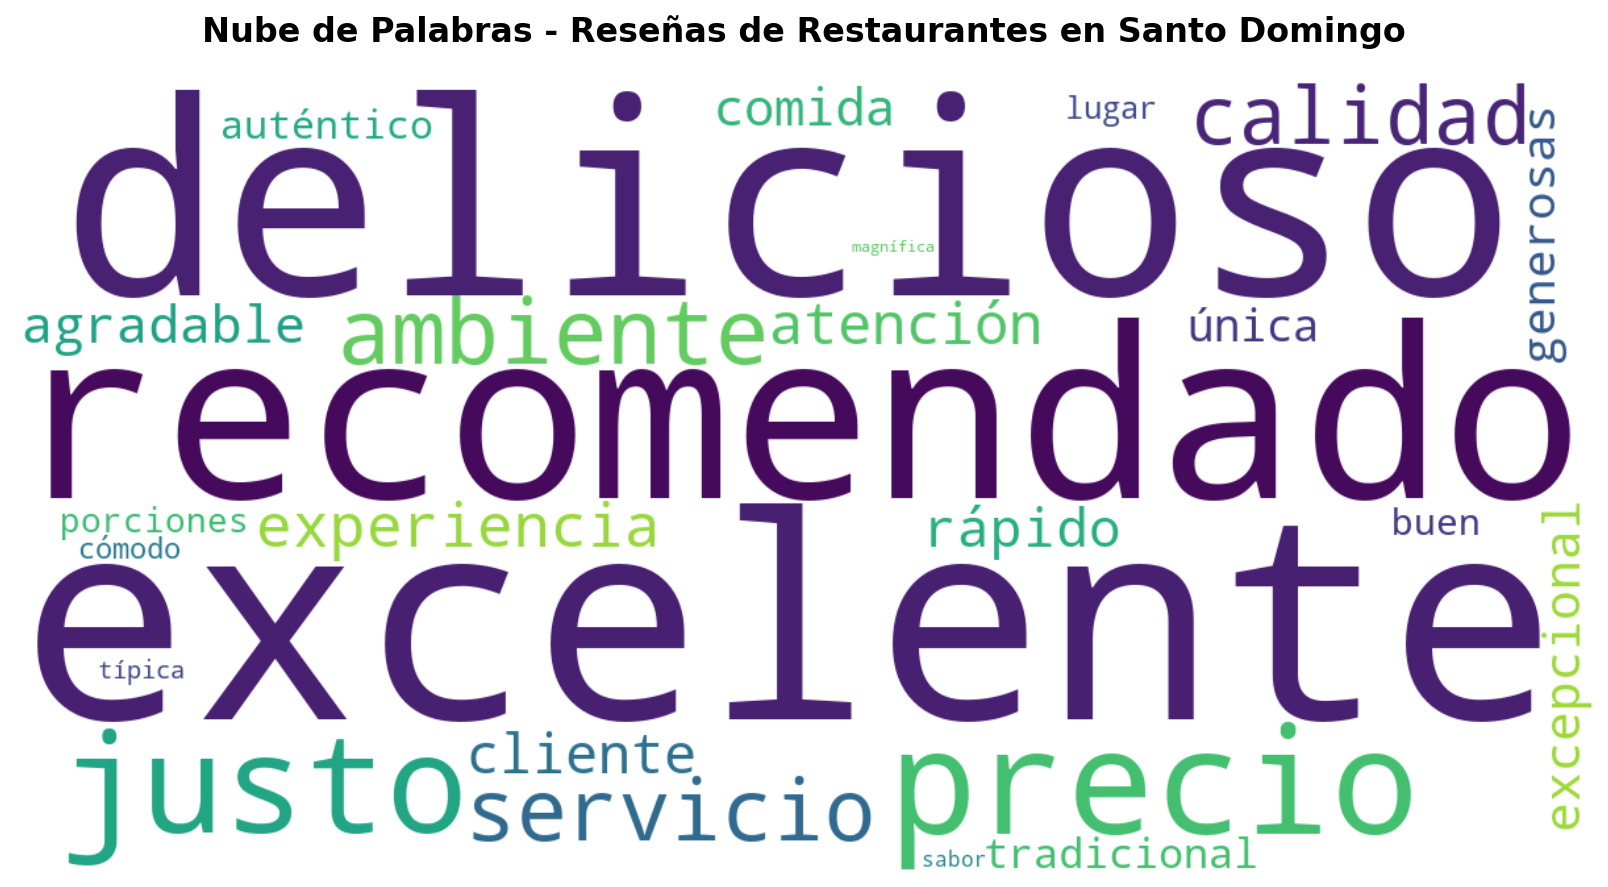 Nube de Palabras - Reseñas de Restaurantes en Santo Domingo
auténtico
comida
lugar
calidad
generosas
delicioso
magnífica
agradable
ambiente
atención
única
recomendado
porciones
cómodo
experiencia
rápido
buen
excepcional
excelente
típica
justo
cliente
servicio
precio
sabor
tradicional